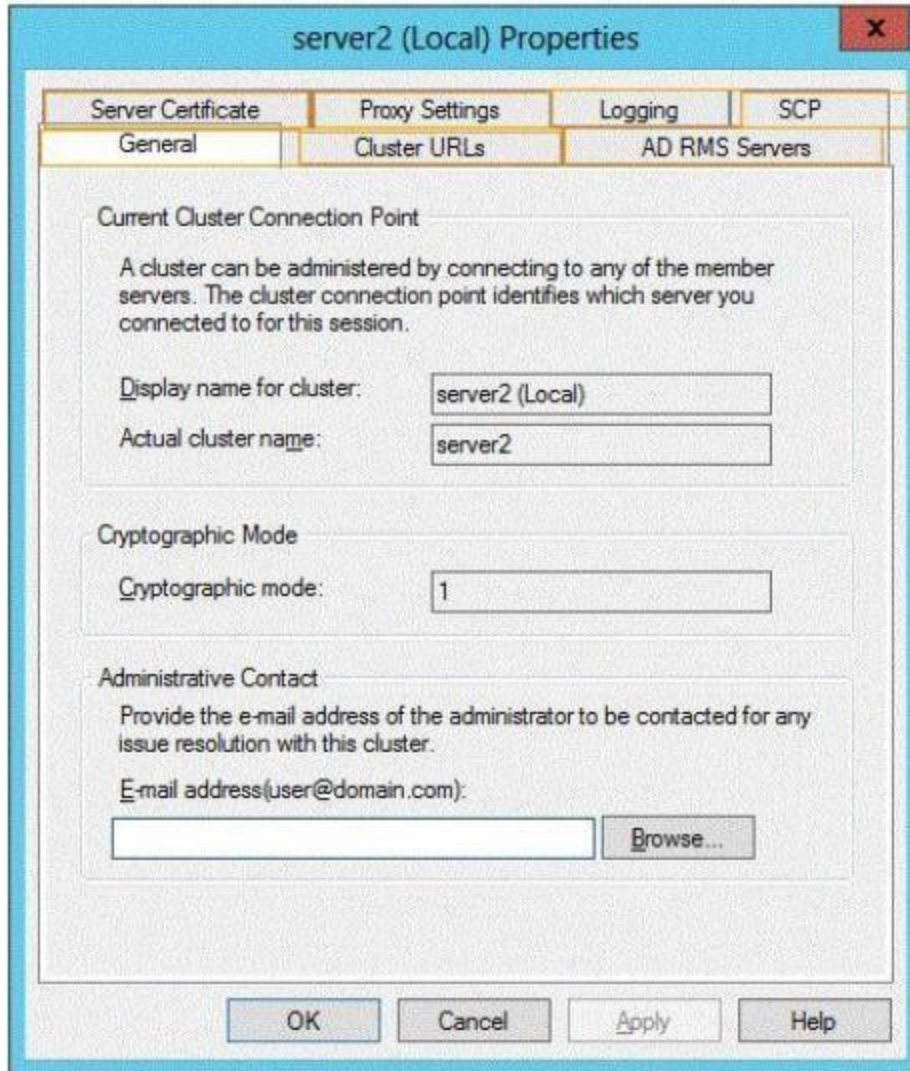 server2 (Local) Properties
x
Server Certificate
Proxy Settings
Logging
SCP
General
Cluster URLs
AD RMS Servers
Current Cluster Connection Point
A cluster can be administered by connecting to any of the member
servers. The cluster connection point identifies which server you
connected to for this session.
Display name for cluster:
server2 (Local)
Actual cluster name:
server2
Cryptographic Mode
Cryptographic mode:
1
Administrative Contact
Provide the e-mail address of the administrator to be contacted for any
issue resolution with this cluster.
E-mail address(user@domain.com):
Browse...
OK
Cancel
Apply
Help